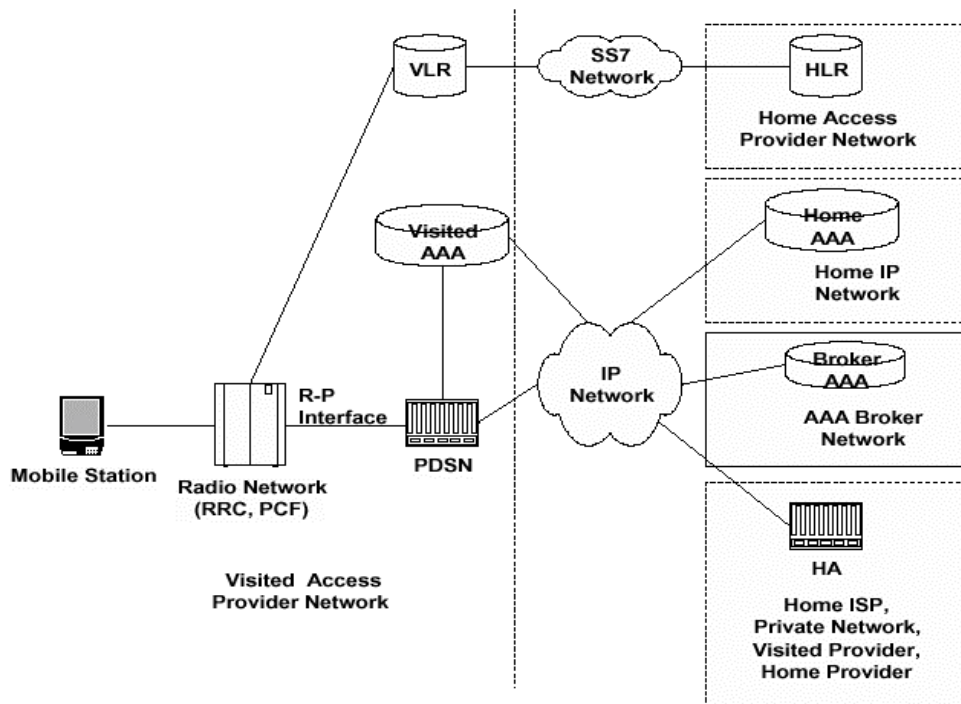 VLR
SS7
Network
HLR
Home Access
Provider Network
Visited
AAA
Home
AAA
Home IP
Network
IP
Network
Broker
AAA
AAA Broker
Network
R-P
Interface
Mobile Station
Radio Network
(RRC, PCF)
PDSN
HA
Visited Access
Provider Network
Home ISP,
Private Network,
Visited Provider,
Home Provider